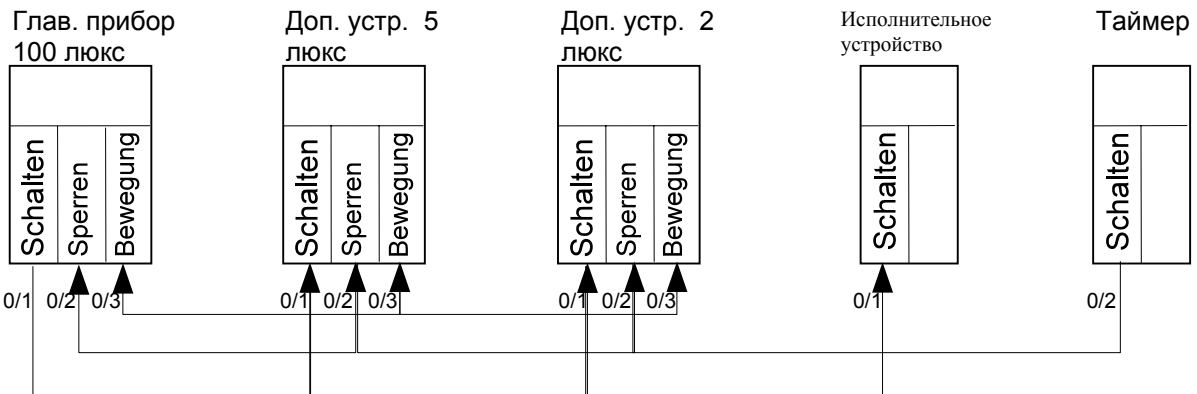 Глав. прибор
100 люкс
Доп. устр. 5
люкс
Доп. устр. 2
люкс
Исполнительное
устройство
Таймер
Schalten
Sperren
Bewegung
Schalten
Sperren
Bewegung
Schalten
Sperren
Bewegung
Schalten
Schalten
0/1
0/2
0/3
0/1
0/2
0/3
0/1
0/2
0/3
0/1
0/2